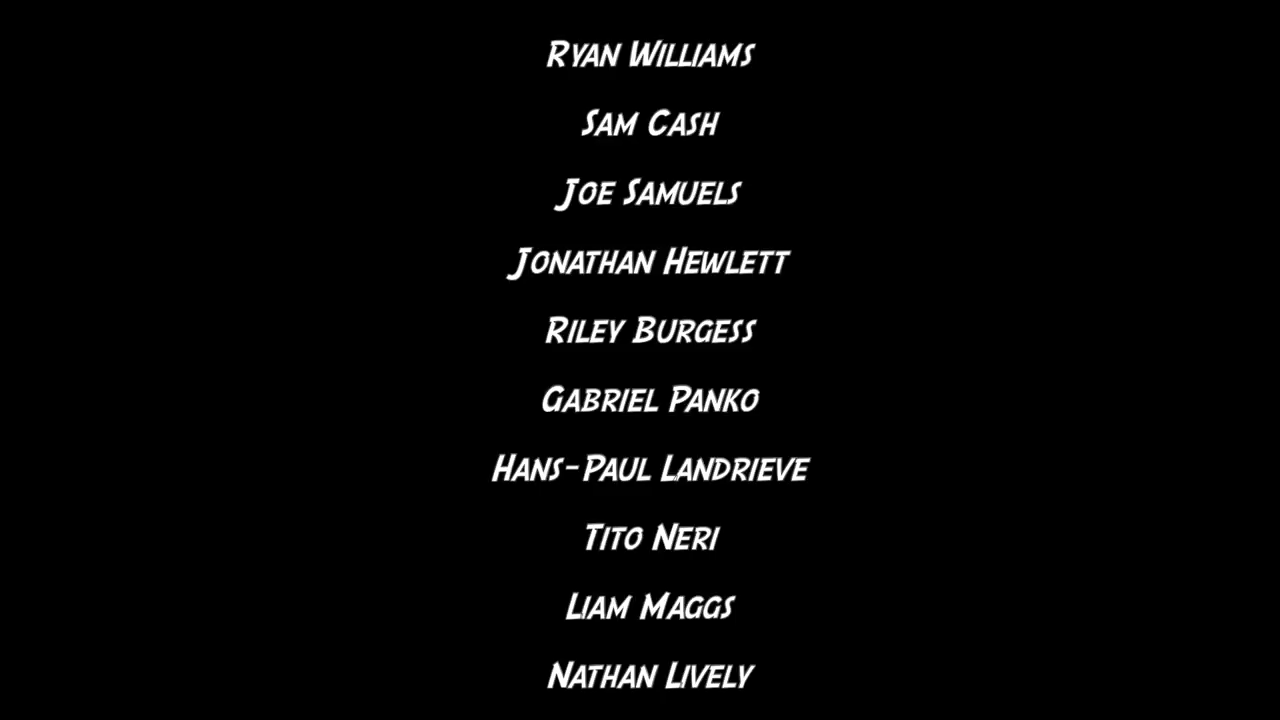 Ryan Williams
Sam Cash
Joe Samuels
Jonathan Hewlett
Riley Burgess
Gabriel Panko
Hans-Paul Landrieve
Tito Neri
Liam Maggs
Nathan Lively